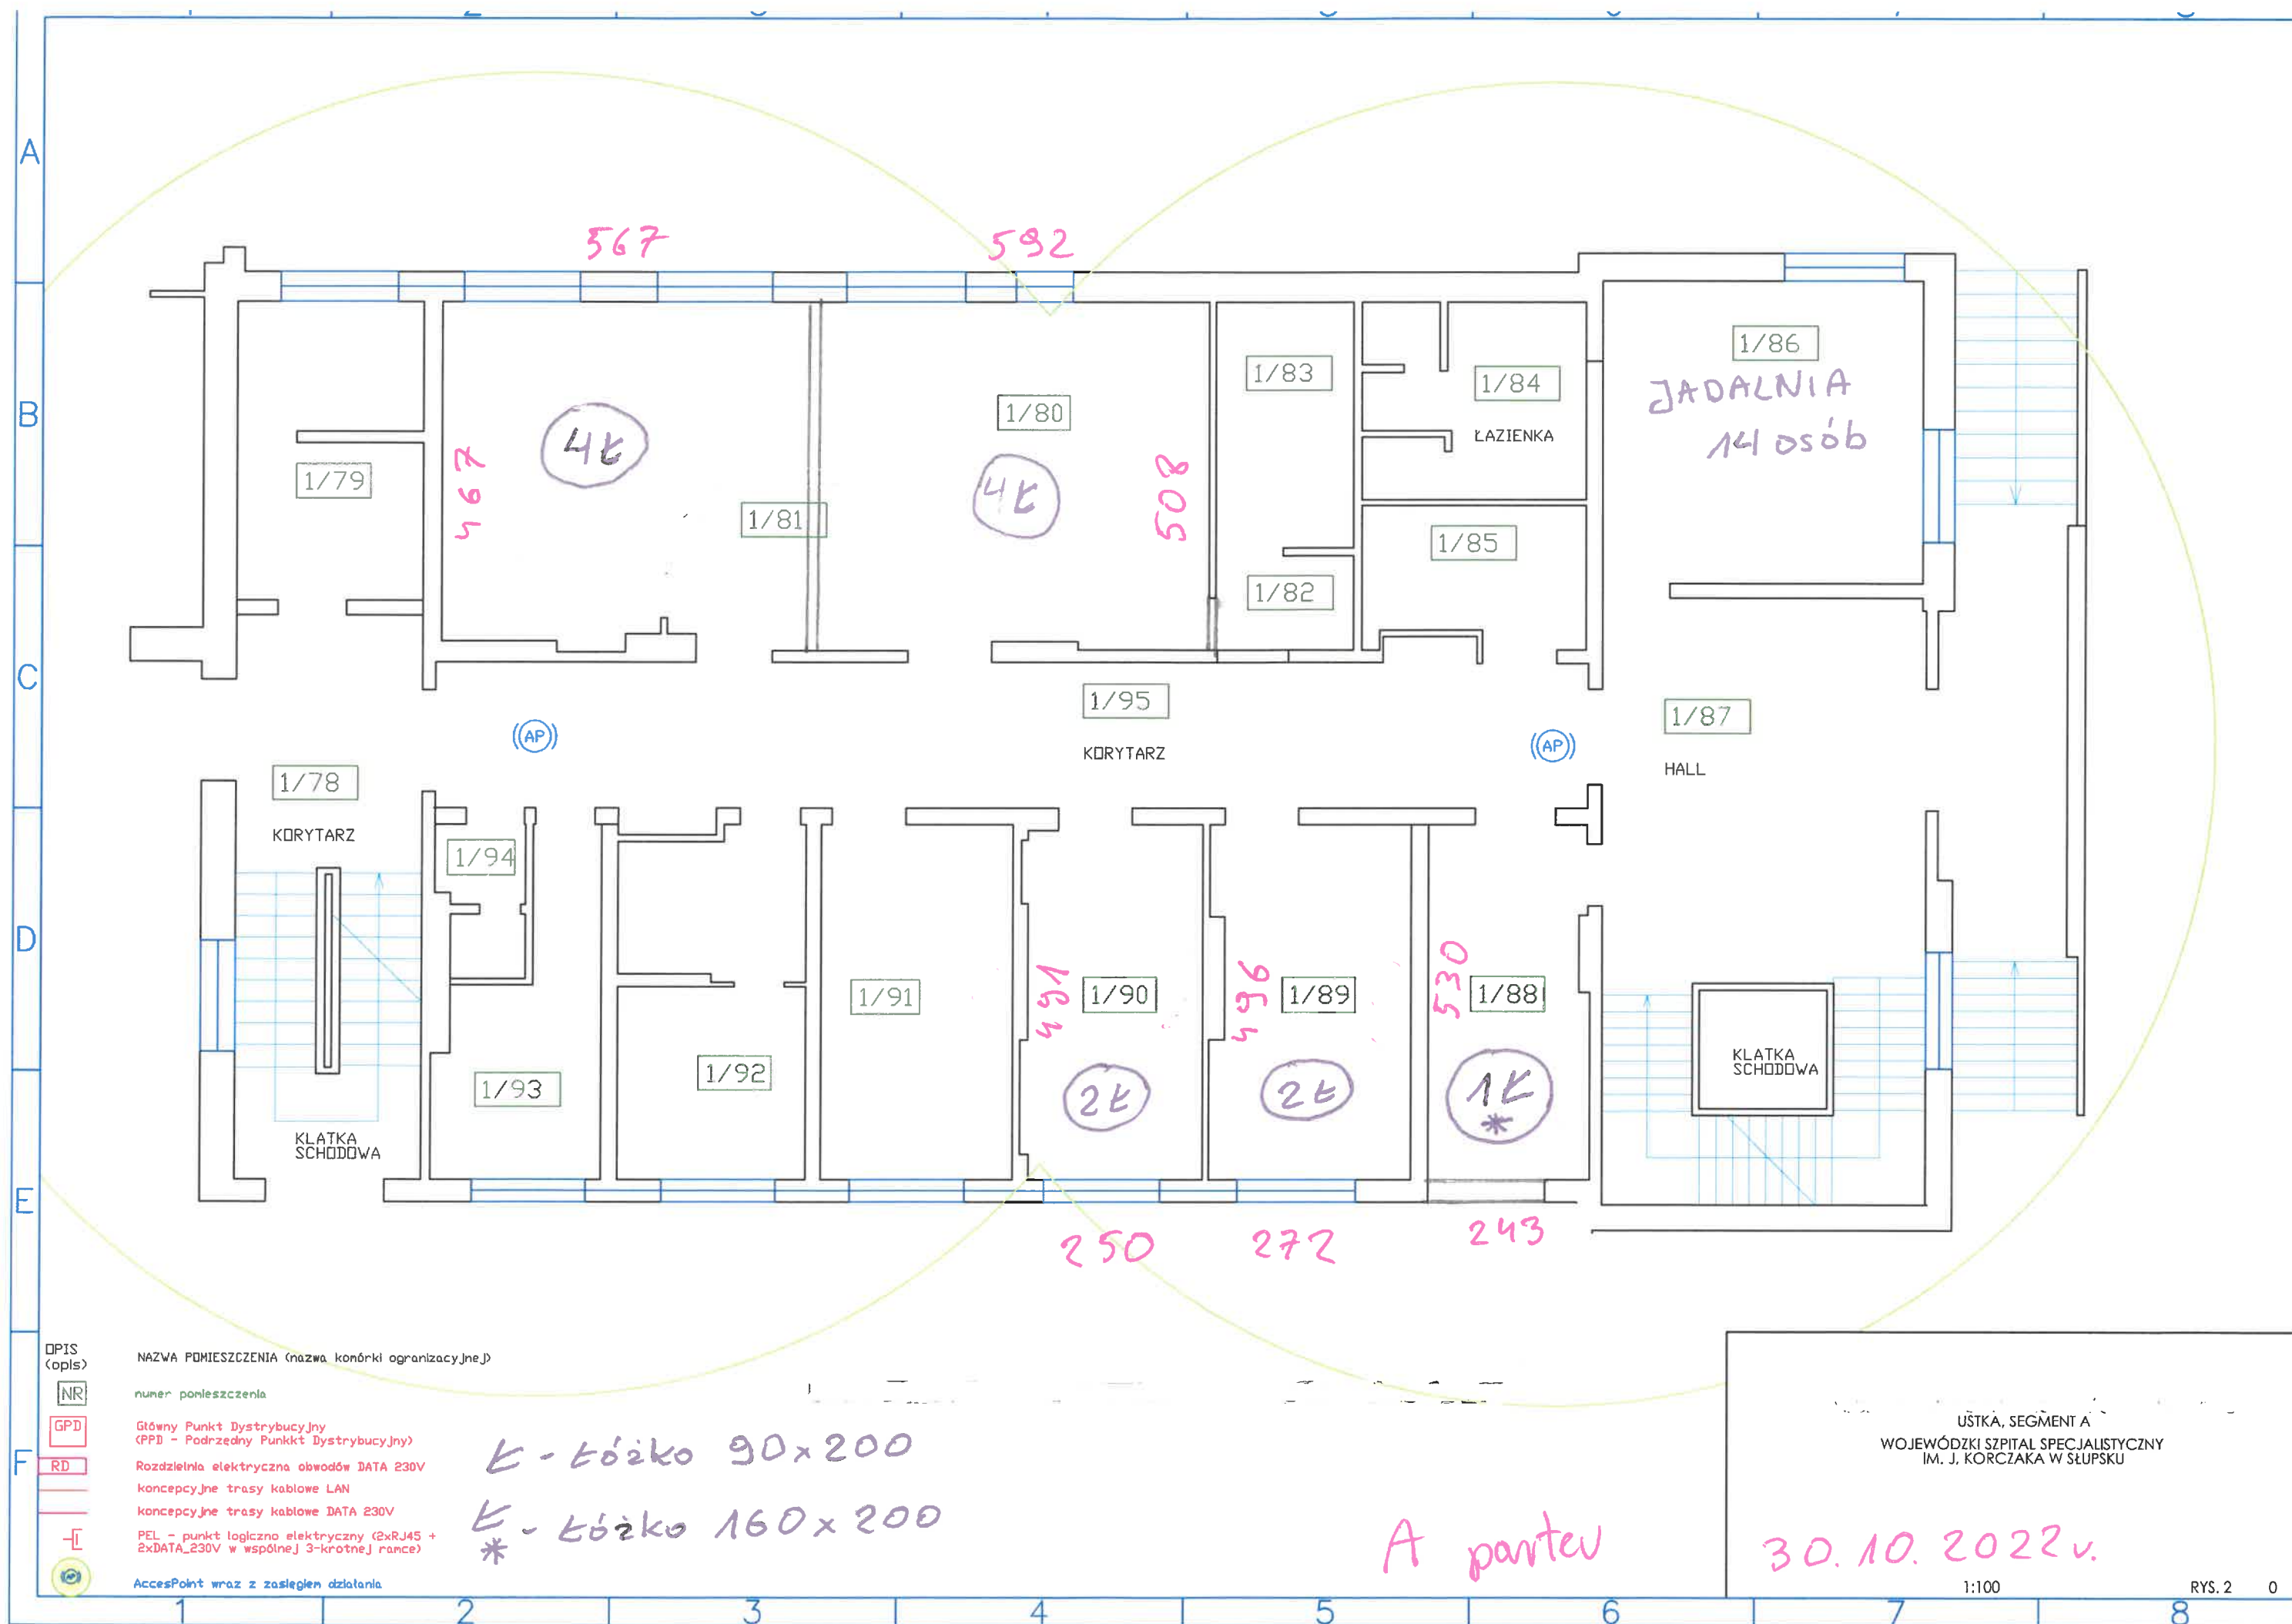 A
B
C
D
E
F
567
592
1/86
JADALNIA
14 osób
1/83
1/84
ŁAZIENKA
1/80
4Ł
4Ł
467
508
1/79
1/81
1/85
1/82
1/95
KORYTARZ
1/87
HALL
(AP)
(AP)
1/78
KORYTARZ
1/94
491
1/90
496
1/89
530
1/88
1/91
1/92
1/93
2Ł
2Ł
1Ł
*
KLATKA
SCHODOWA
KLATKA
SCHODOWA
250
272
243
OPIS
(opis)
NAZWA POMIESZCZENIA (nazwa komórki ogranizacyjnej)
NR
numer pomieszczenia
GPD
Główny Punkt Dystrybucyjny
(PPD - Podrzędny Punkkt Dystrybucyjny)
RD
Rozdzielnia elektryczna obwodów DATA 230V
koncepcyjne trasy kablowe LAN
koncepcyjne trasy kablowe DATA 230V
PEL - punkt logiczno elektryczny (2xRJ45 +
2xDATA_230V w wspólnej 3-krotnej ramce)
AccesPoint wraz z zasięgiem działania
Ł - Łóżko 90x200
Ł
* - Łóżko 160x200
A parter
USTKA, SEGMENT A
WOJEWÓDZKI SZPITAL SPECJALISTYCZNY
IM. J. KORCZAKA W SŁUPSKU
30.10.2022r.
1:100
RYS. 2
0
1
2
3
4
5
6
7
8